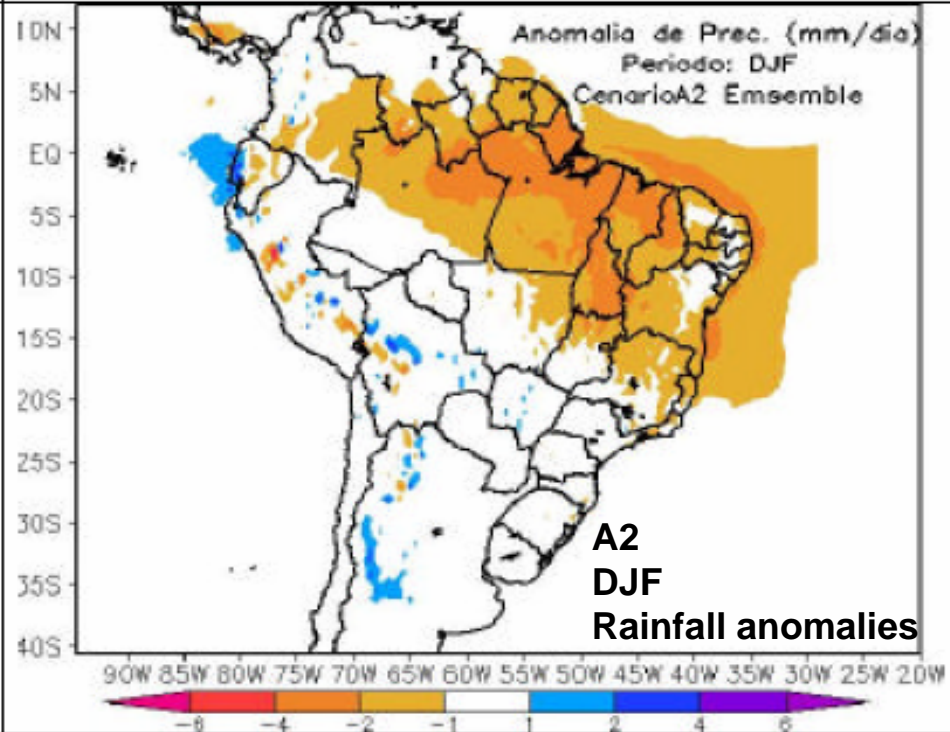 Anomalia de Prec. (mm/dia)
Periodo: DJF
CenarioA2 Emsemble
10N
5N
EQ
5S
10S
15S
20S
25S
30S
35S
40S
A2
DJF
Rainfall anomalies
90W 85W 80W 75W 70W 65W 60W 55W 50W 45W 40W 35W 30W 25W 20W
-6 -4 -2 -1 1 2 4 6